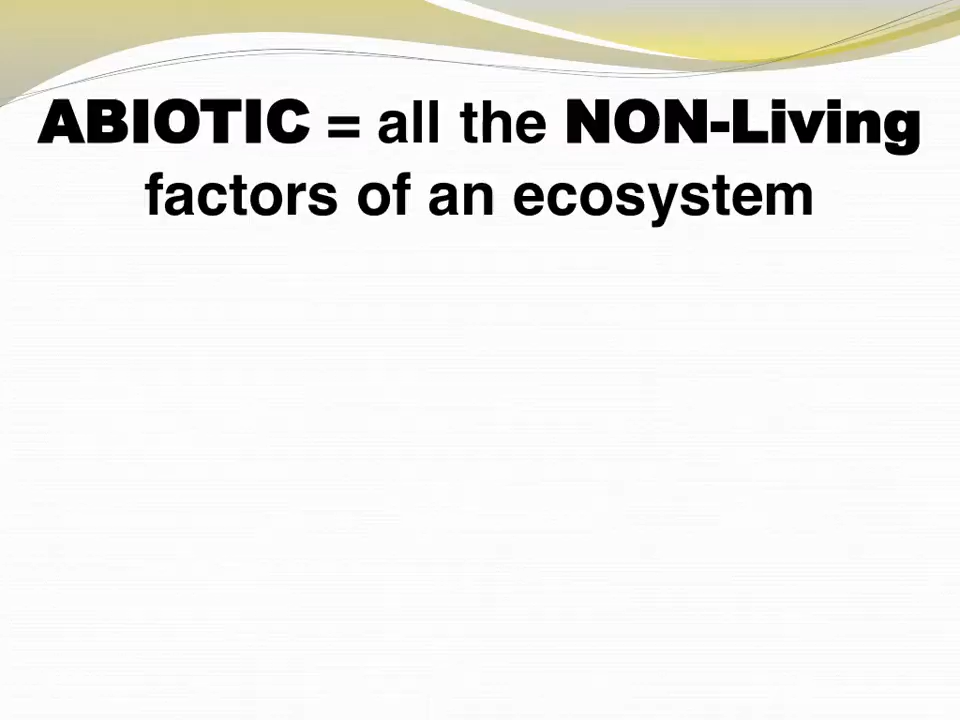 ABIOTIC = all the NON-Living
factors of an ecosystem